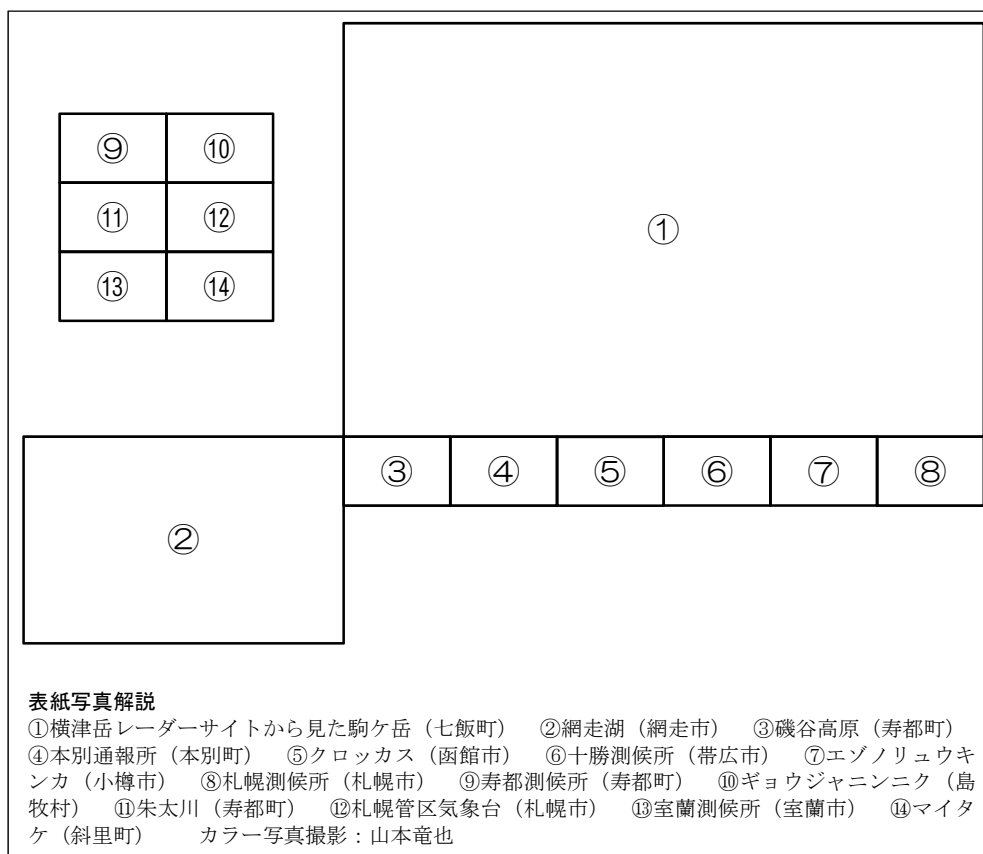 ①
⑨ ⑩
⑪ ⑫
⑬ ⑭
② ③ ④ ⑤ ⑥ ⑦ ⑧
表紙写真解説
①横津岳レーダーサイトから見た駒ケ岳（七飯町） ②網走湖（網走市） ③磯谷高原（寿都町）
④本別通報所（本別町） ⑤クロッカス（函館市） ⑥十勝測候所（帯広市） ⑦エゾノリュウキ
ンカ（小樽市） ⑧札幌測候所（札幌市） ⑨寿都測候所（寿都町） ⑩ギョウジャニンニク（島
牧村） ⑪朱太川（寿都町） ⑫札幌管区気象台（札幌市） ⑬室蘭測候所（室蘭市） ⑭マイタ
ケ（斜里町） カラー写真撮影：山本竜也